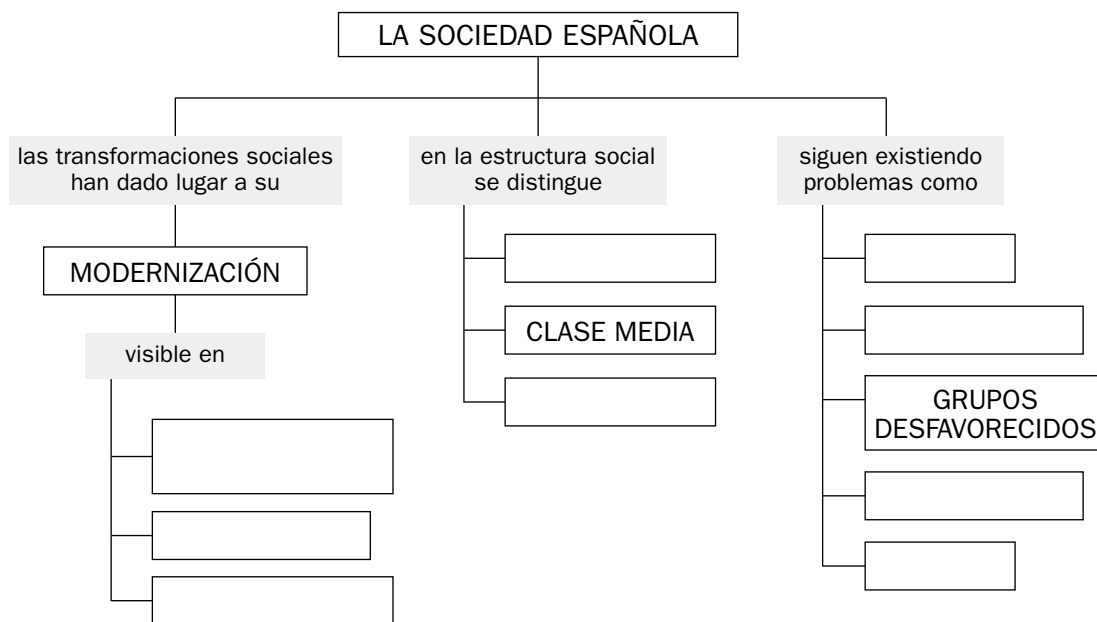 LA SOCIEDAD ESPAÑOLA
las transformaciones sociales
han dado lugar a su
MODERNIZACIÓN
visible en
en la estructura social
se distingue
CLASE MEDIA
siguen existiendo
problemas como
GRUPOS
DESFAVORECIDOS